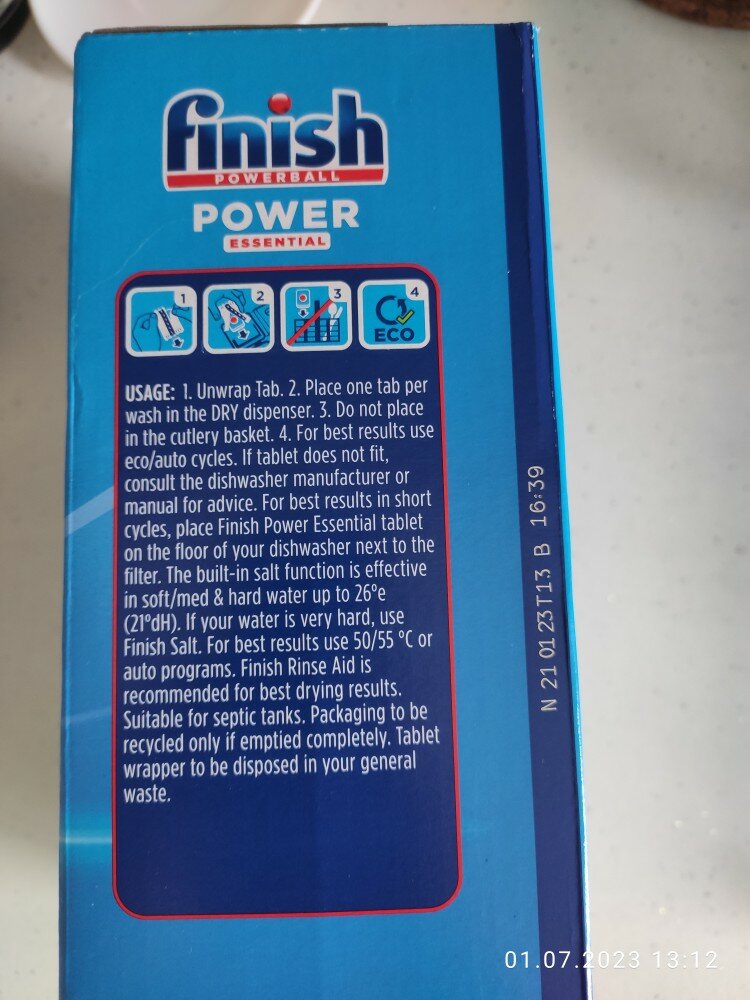 finish
POWERBALL
POWER
ESSENTIAL
1
2
3
4
ECO
USAGE: 1. Unwrap Tab. 2. Place one tab per
wash in the DRY dispenser. 3. Do not place
in the cutlery basket. 4. For best results use
eco/auto cycles. If tablet does not fit,
consult the dishwasher manufacturer or
manual for advice. For best results in short
cycles, place Finish Power Essential tablet
on the floor of your dishwasher next to the
filter. The built-in salt function is effective
in soft/med & hard water up to 26°e
(21°dH). If your water is very hard, use
Finish Salt. For best results use 50/55 °C or
auto programs. Finish Rinse Aid is
recommended for best drying results.
Suitable for septic tanks. Packaging to be
recycled only if emptied completely. Tablet
wrapper to be disposed in your general
waste.
N 21 01 23T13 B 16:39
01.07.2023 13:12